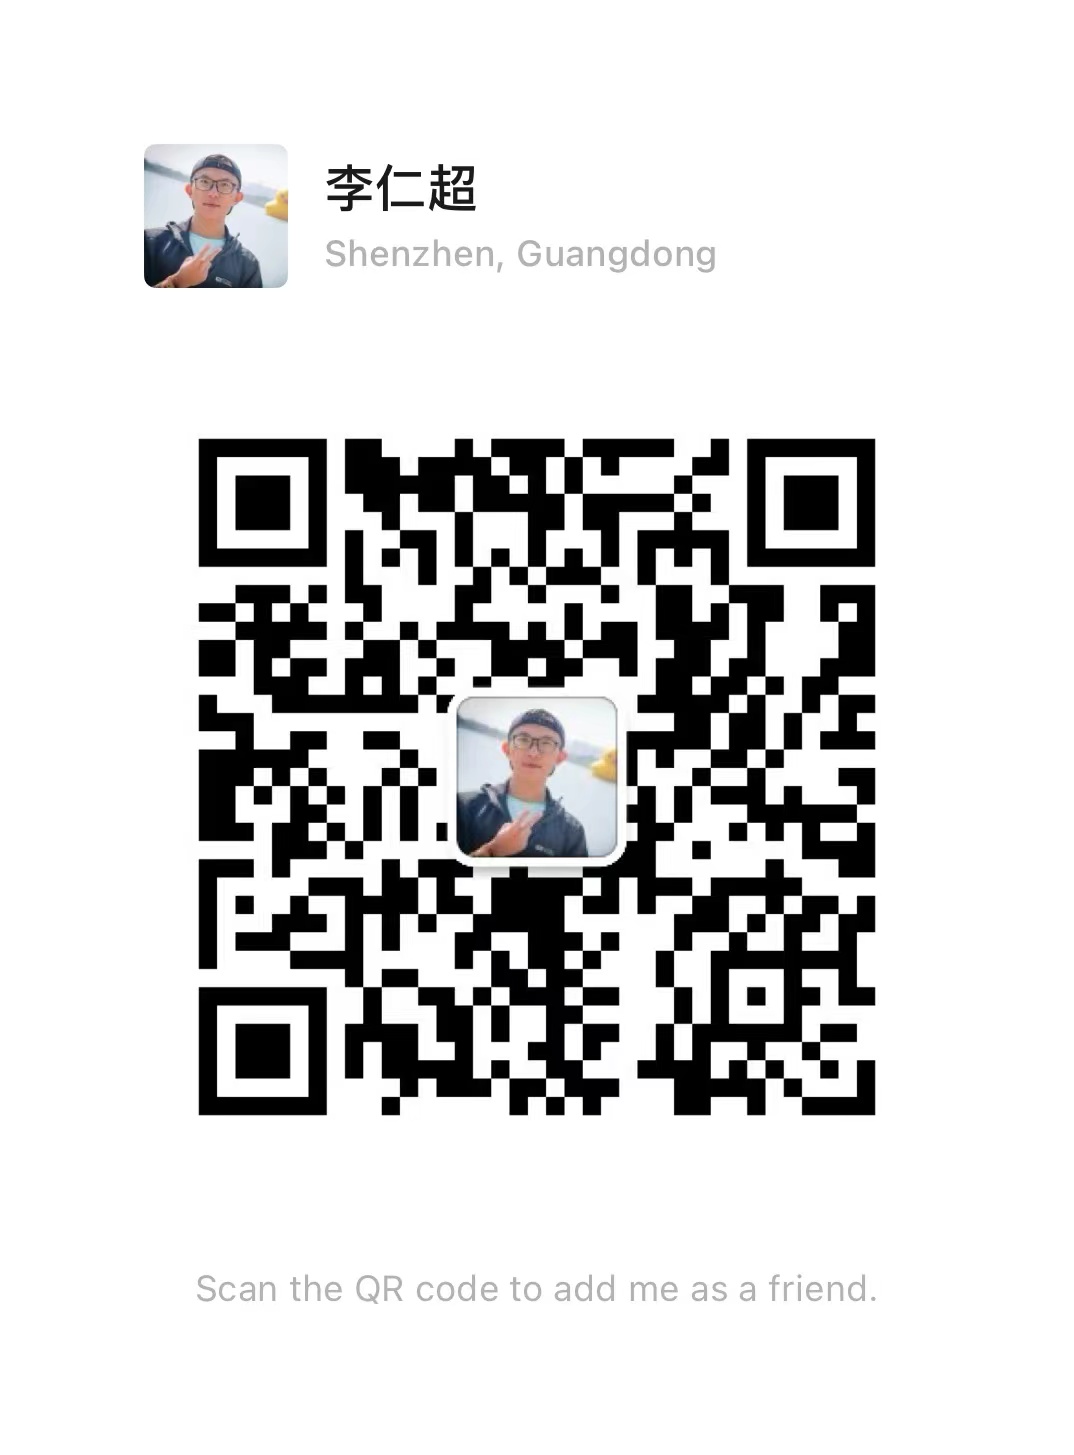 李仁超
Shenzhen, Guangdong
Scan the QR code to add me as a friend.